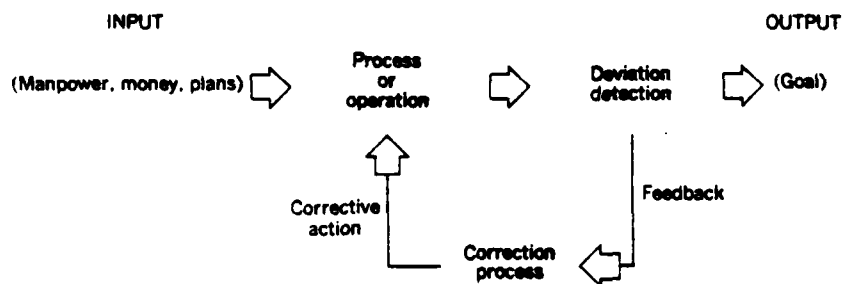 INPUT
OUTPUT
(Manpower, money, plans)
Process
or
operation
Deviation
detection
(Goal)
Corrective
action
Feedback
Correction
process